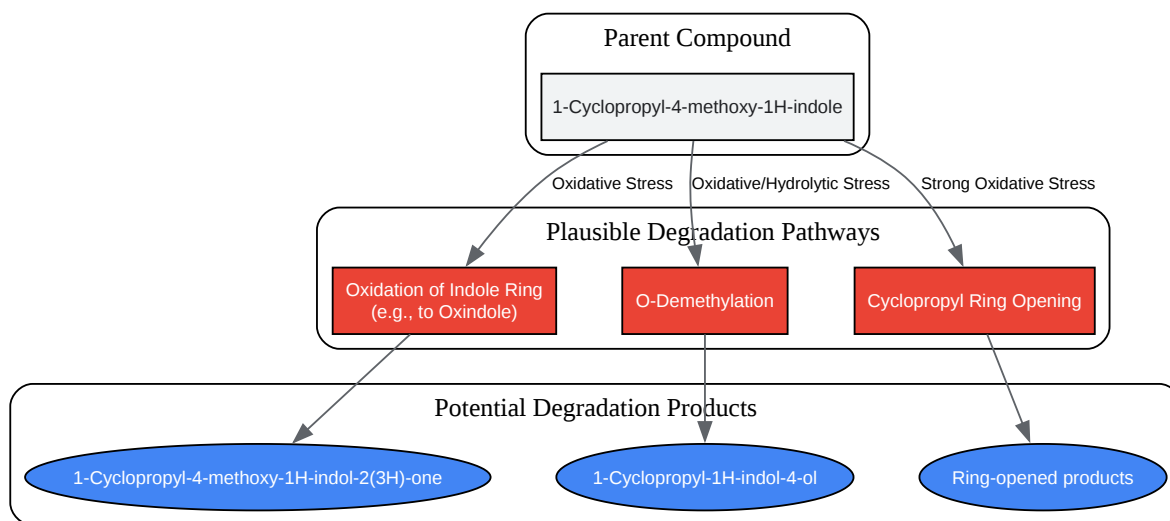 Parent Compound
1-Cyclopropyl-4-methoxy-1H-indole
Oxidative Stress
Oxidative/Hydrolytic Stress
Strong Oxidative Stress
Plausible Degradation Pathways
Oxidation of Indole Ring
(e.g., to Oxindole)
O-Demethylation
Cyclopropyl Ring Opening
Potential Degradation Products
1-Cyclopropyl-4-methoxy-1H-indol-2(3H)-one
1-Cyclopropyl-1H-indol-4-ol
Ring-opened products